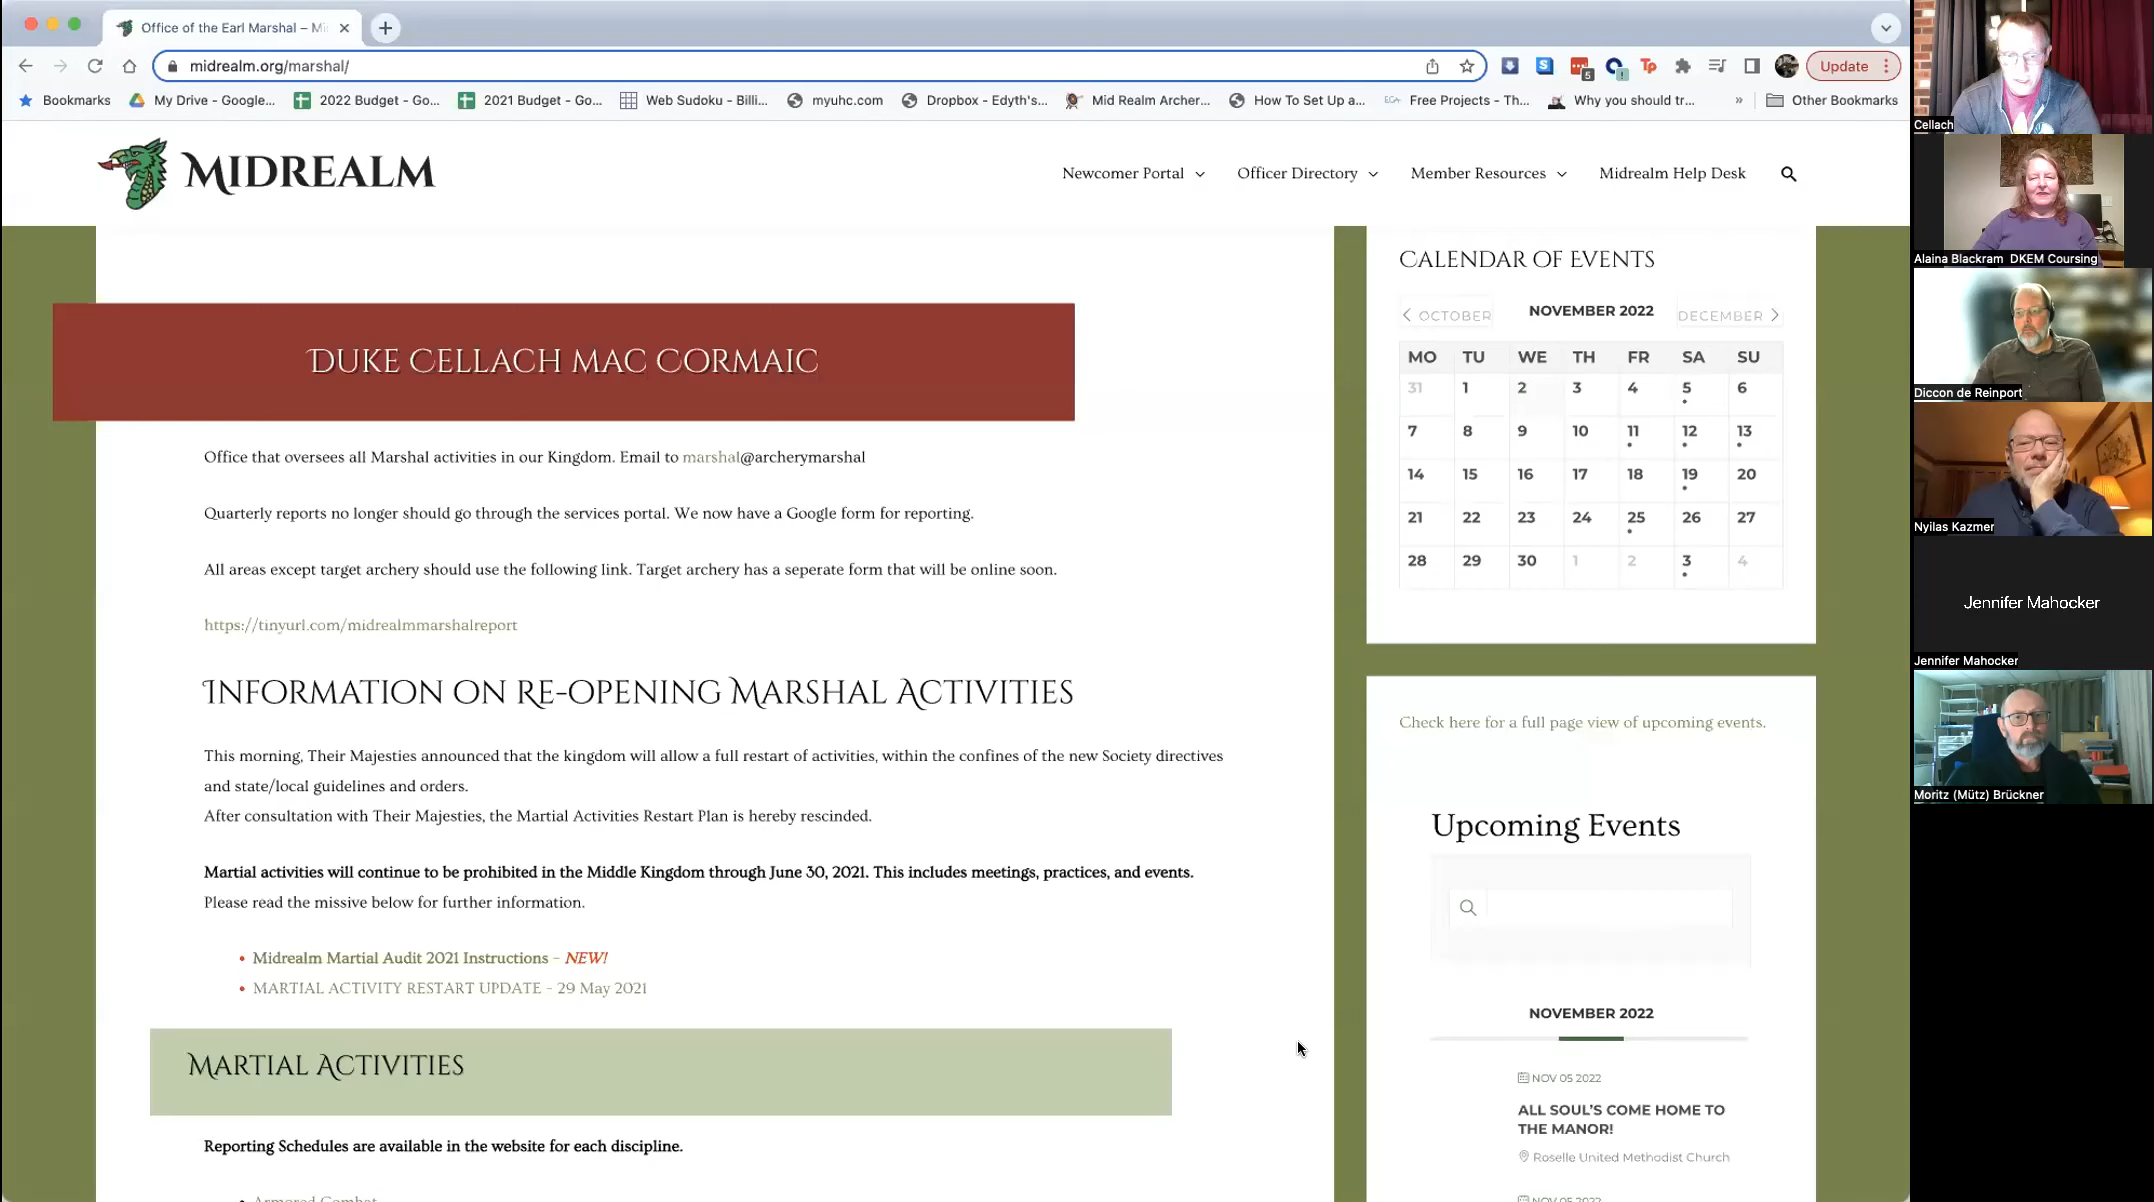 Office of the Earl Marshal – Mi
midrealm.org/marshal/
Update
Bookmarks
My Drive - Google...
2022 Budget - Go...
2021 Budget - Go...
Web Sudoku - Billi...
myuhc.com
Dropbox - Edyth's...
Mid Realm Archer...
How To Set Up a...
Free Projects - Th...
Why you should tr...
»
Other Bookmarks
MIDREALM
Newcomer Portal
Officer Directory
Member Resources
Midrealm Help Desk
DUKE CELLACH MAC CORMAIC
Office that oversees all Marshal activities in our Kingdom. Email to marshal@archerymarshal
Quarterly reports no longer should go through the services portal. We now have a Google form for reporting.
All areas except target archery should use the following link. Target archery has a seperate form that will be online soon.
https://tinyurl.com/midrealmmarshalreport
INFORMATION ON RE-OPENING MARSHAL ACTIVITIES
This morning, Their Majesties announced that the kingdom will allow a full restart of activities, within the confines of the new Society directives
and state/local guidelines and orders.
After consultation with Their Majesties, the Martial Activities Restart Plan is hereby rescinded.
Martial activities will continue to be prohibited in the Middle Kingdom through June 30, 2021. This includes meetings, practices, and events.
Please read the missive below for further information.
• Midrealm Martial Audit 2021 Instructions – NEW!
• MARTIAL ACTIVITY RESTART UPDATE – 29 May 2021
MARTIAL ACTIVITIES
Reporting Schedules are available in the website for each discipline.
• Armored Combat
CALENDAR OF EVENTS
OCTOBER NOVEMBER 2022 DECEMBER
MO TU WE TH FR SA SU
31 1 2 3 4 5 6
7 8 9 10 11 12 13
14 15 16 17 18 19 20
21 22 23 24 25 26 27
28 29 30 1 2 3 4
Check here for a full page view of upcoming events.
Upcoming Events
NOVEMBER 2022
NOV 05 2022
ALL SOUL'S COME HOME TO
THE MANOR!
Roselle United Methodist Church
NOV 05 2022
Cellach
Alaina Blackram DKEM Coursing
Diccon de Reinport
Nyilas Kazmer
Jennifer Mahocker
Jennifer Mahocker
Moritz (Mütz) Brückner